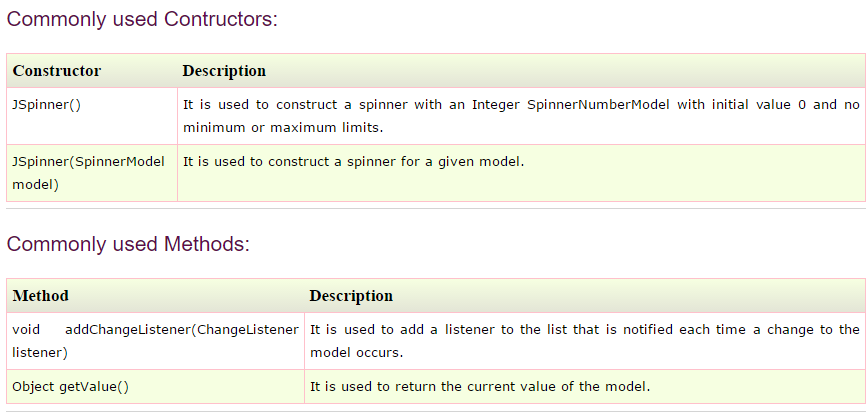 Commonly used Contructors:
Constructor Description
JSpinner() It is used to construct a spinner with an Integer SpinnerNumberModel with initial value 0 and no
minimum or maximum limits.
JSpinner(SpinnerModel It is used to construct a spinner for a given model.
model)
Commonly used Methods:
Method Description
void addChangeListener(ChangeListener It is used to add a listener to the list that is notified each time a change to the
listener) model occurs.
Object getValue() It is used to return the current value of the model.